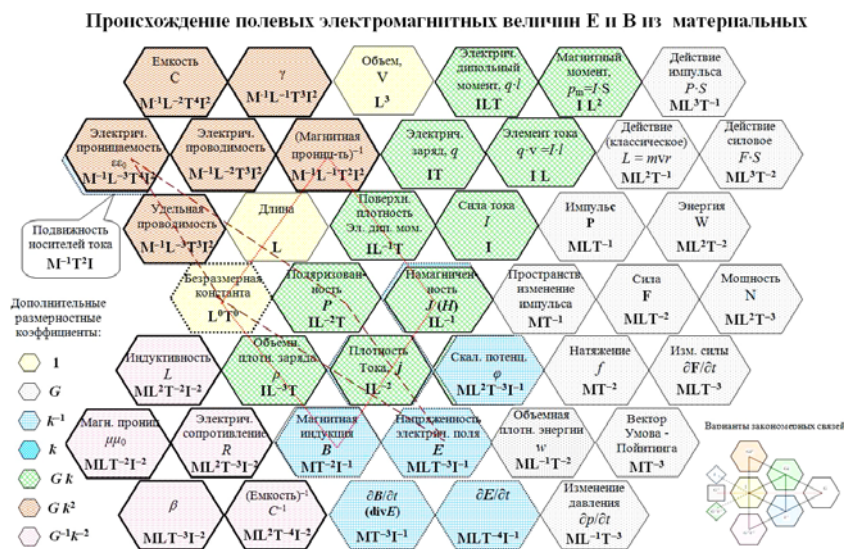 Происхождение полевых электромагнитных величин E и B из материальных
Емкость
C
M⁻¹L⁻²T⁴I²
γ
M⁻¹L⁻¹T³I²
Объем,
V
L³
Электрич.
дипольный
момент, q·l
ILT
Магнитный
момент,
pₘ=I·S
I L²
Действие
импульса
P·S
ML³T⁻¹
Электрич.
проницаемость
εε₀
M⁻¹L⁻³T⁴I²
Электрич.
проводимость
M⁻¹L⁻²T³I²
(Магнитная
прониц-ть)⁻¹
M⁻¹L⁻¹T²I²
Электрич.
заряд, q
IT
Элемент тока
q·v =I·l
I L
Действие
(классическое)
L = mvr
ML²T⁻¹
Действие
силовое
F·S
ML³T⁻²
Подвижность
носителей тока
M⁻¹T²I
Удельная
проводимость
M⁻¹L⁻³T³I²
Длина
L
Поверхн.
плотность
Эл. дип. мом.
IL⁻¹T
Сила тока
I
I
Импульс
P
MLT⁻¹
Энергия
W
ML²T⁻²
Безразмерная
константа
L⁰T⁰
Поляризован-
ность
P
IL⁻²T
Намагничен-
ность
J (H)
IL⁻¹
Пространств.
изменение
импульса
MT⁻¹
Сила
F
MLT⁻²
Мошность
N
ML²T⁻³
Дополнительные
размерностные
коэффициенты:
1
G
k⁻¹
k
G k
G k²
G⁻¹k⁻²
Индуктивность
L
ML²T⁻²I⁻²
Объемн.
плотн. заряда
ρ
IL⁻³T
Плотность
Тока, j
IL⁻²
Скал. потенц.
φ
ML²T⁻³I⁻¹
Натяжение
f
MT⁻²
Изм. силы
∂F/∂t
MLT⁻³
Магн. прониц.
μμ₀
MLT⁻²I⁻²
Электрич.
сопротивление
R
ML²T⁻³I⁻²
Магнитная
индукция
B
MT⁻²I⁻¹
Напряженность
электрич. поля
E
MLT⁻³I⁻¹
Объемная
плотн. энергии
w
ML⁻¹T⁻²
Вектор
Умова -
Пойнтинга
MT⁻³
Варианты закономерных связей
β
MLT⁻³I⁻²
(Емкость)⁻¹
C⁻¹
ML²T⁻⁴I⁻²
∂B/∂t
(divE)
MT⁻³I⁻¹
∂E/∂t
MLT⁻⁴I⁻¹
Изменение
давления
∂p/∂t
ML⁻¹T⁻³